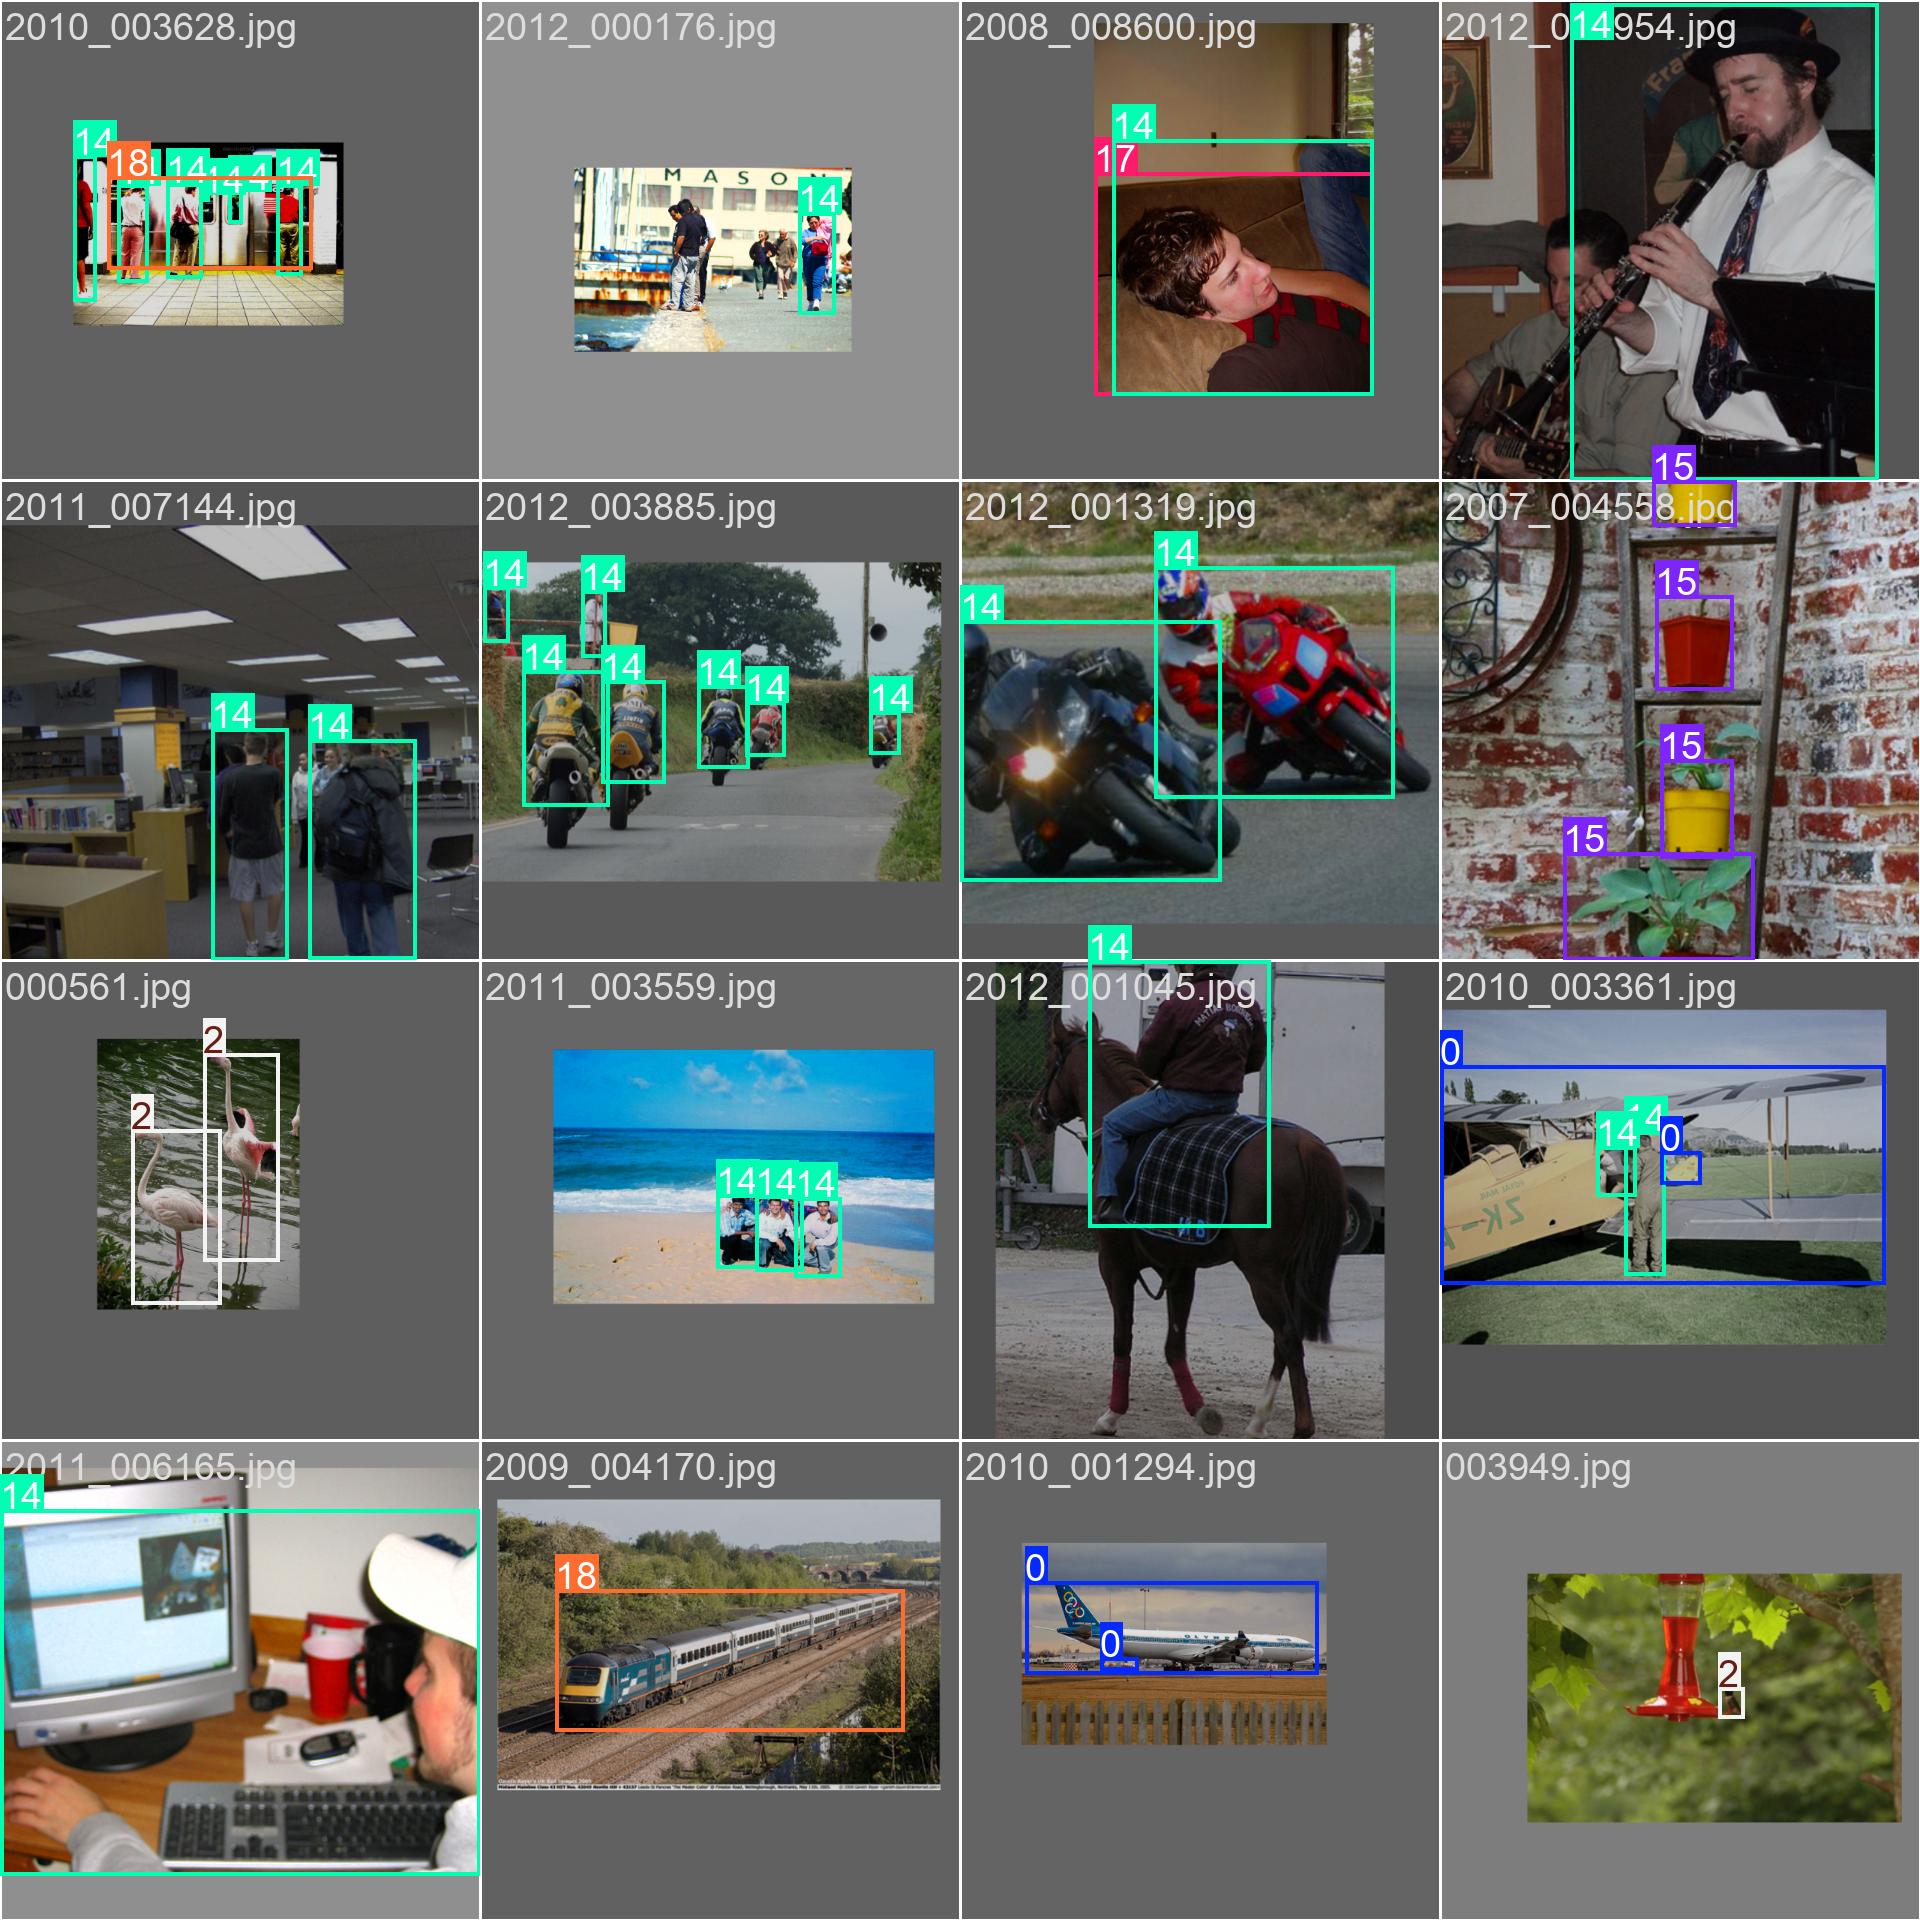 2010_003628.jpg
2012_000176.jpg
2008_008600.jpg
2012_014954.jpg
14
18
14
14
14
MASON
14
14
17
14
15
2011_007144.jpg
2012_003885.jpg
2012_001319.jpg
2007_004558.jpg
14
14
14
14
14
14
14
14
14
14
14
15
15
15
000561.jpg
2011_003559.jpg
2012_001045.jpg
2010_003361.jpg
2
2
14
14
14
14
0
14
14
0
ZK-
2011_006165.jpg
2009_004170.jpg
2010_001294.jpg
003949.jpg
14
18
0
0
OLYMP
2